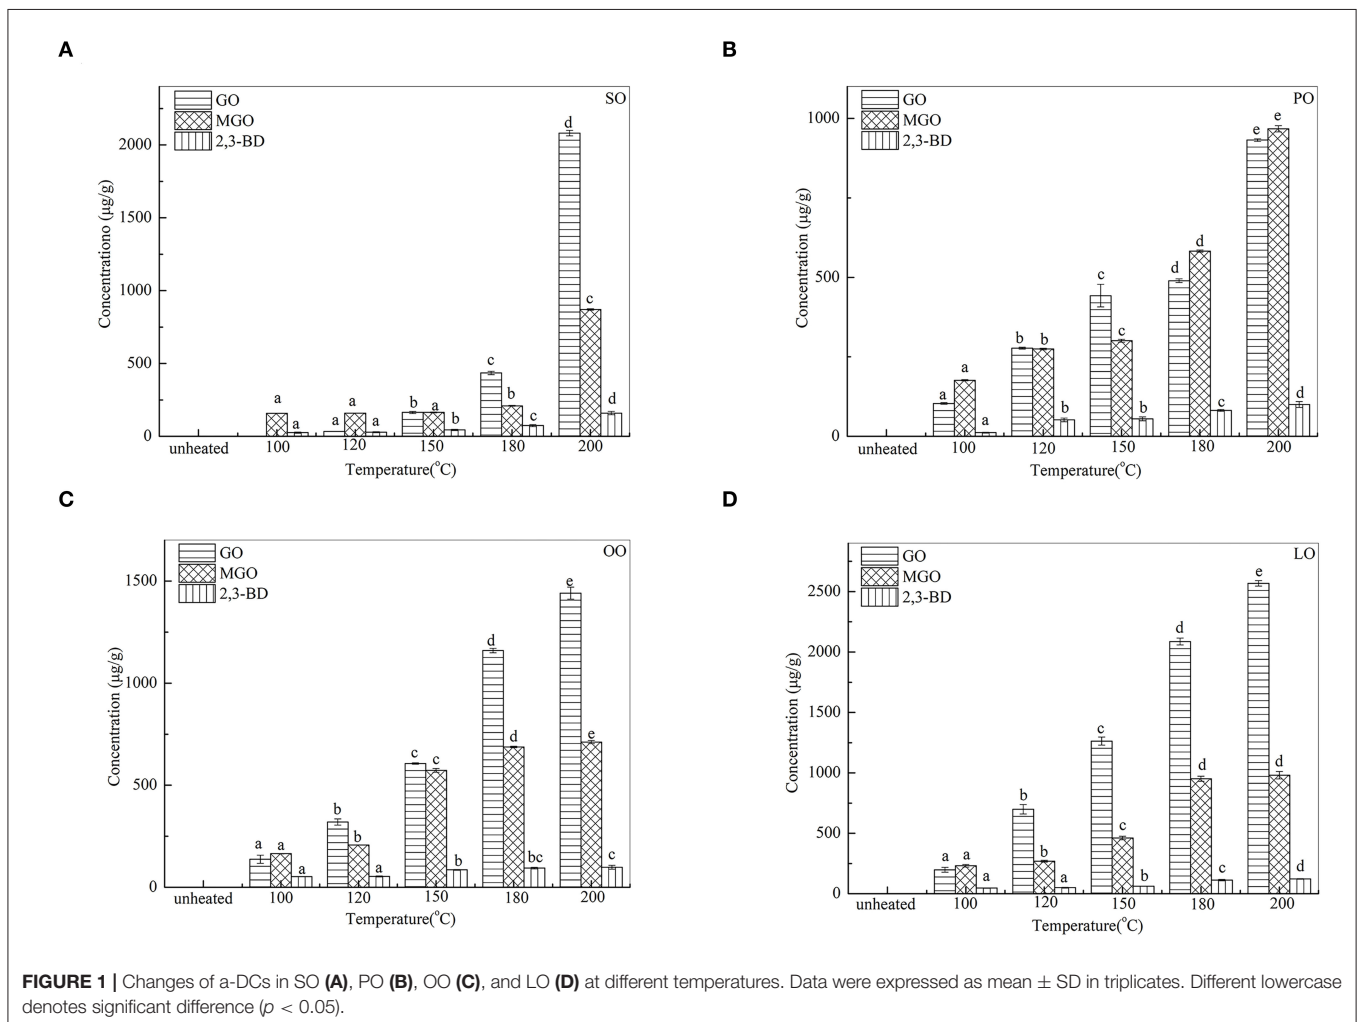 A
SO
GO
MGO
2,3-BD
Concentrationo (µg/g)
2000
1500
1000
500
0
d
c
d
c
b
c
b
a
b
a
a
a
a
a
unheated 100 120 150 180 200
Temperature(°C)
B
PO
GO
MGO
2,3-BD
Concentration (µg/g)
1000
500
0
e e
d
d
d
c
c
c
b b
b
b
a
a
a
unheated 100 120 150 180 200
Temperature(°C)
C
OO
GO
MGO
2,3-BD
Concentration (µg/g)
1500
1000
500
0
e
e
c
d
d
bc
c c
b
b
b
a
a a
a
unheated 100 120 150 180 200
Temperature(°C)
D
LO
GO
MGO
2,3-BD
Concentration (µg/g)
2500
2000
1500
1000
500
0
e
d
d
d
d
c
c
c
b
b
b
a
a a
a
unheated 100 120 150 180 200
Temperature(°C)
FIGURE 1 | Changes of a-DCs in SO (A), PO (B), OO (C), and LO (D) at different temperatures. Data were expressed as mean ± SD in triplicates. Different lowercase
denotes significant difference (p < 0.05).